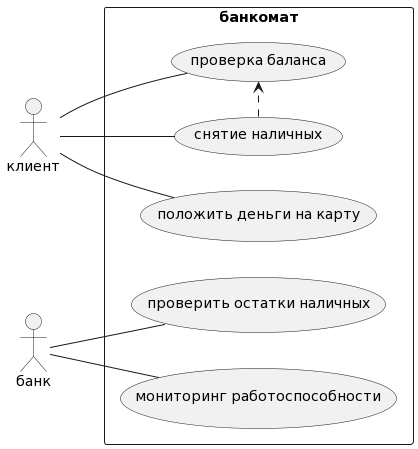 банкомат
проверка баланса
снятие наличных
клиент
положить деньги на карту
проверить остатки наличных
банк
мониторинг работоспособности